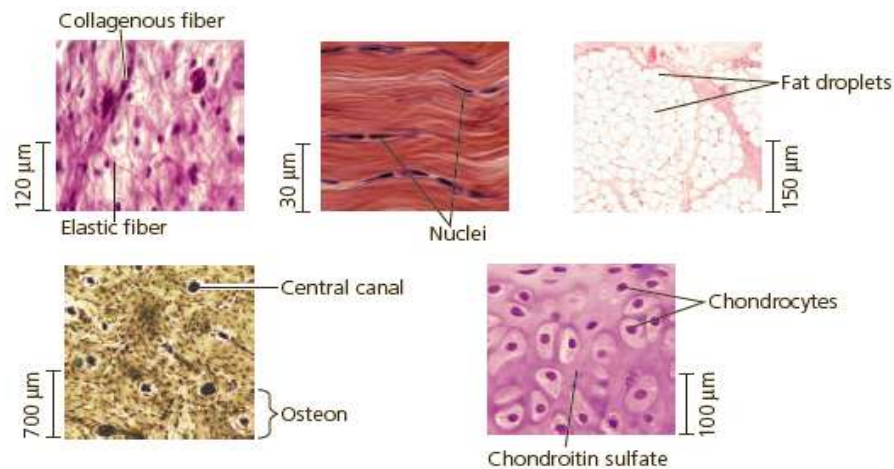 Collagenous fiber
120 µm
Elastic fiber
30 µm
Nuclei
Fat droplets
150 µm
Central canal
700 µm
Osteon
Chondrocytes
100 µm
Chondroitin sulfate